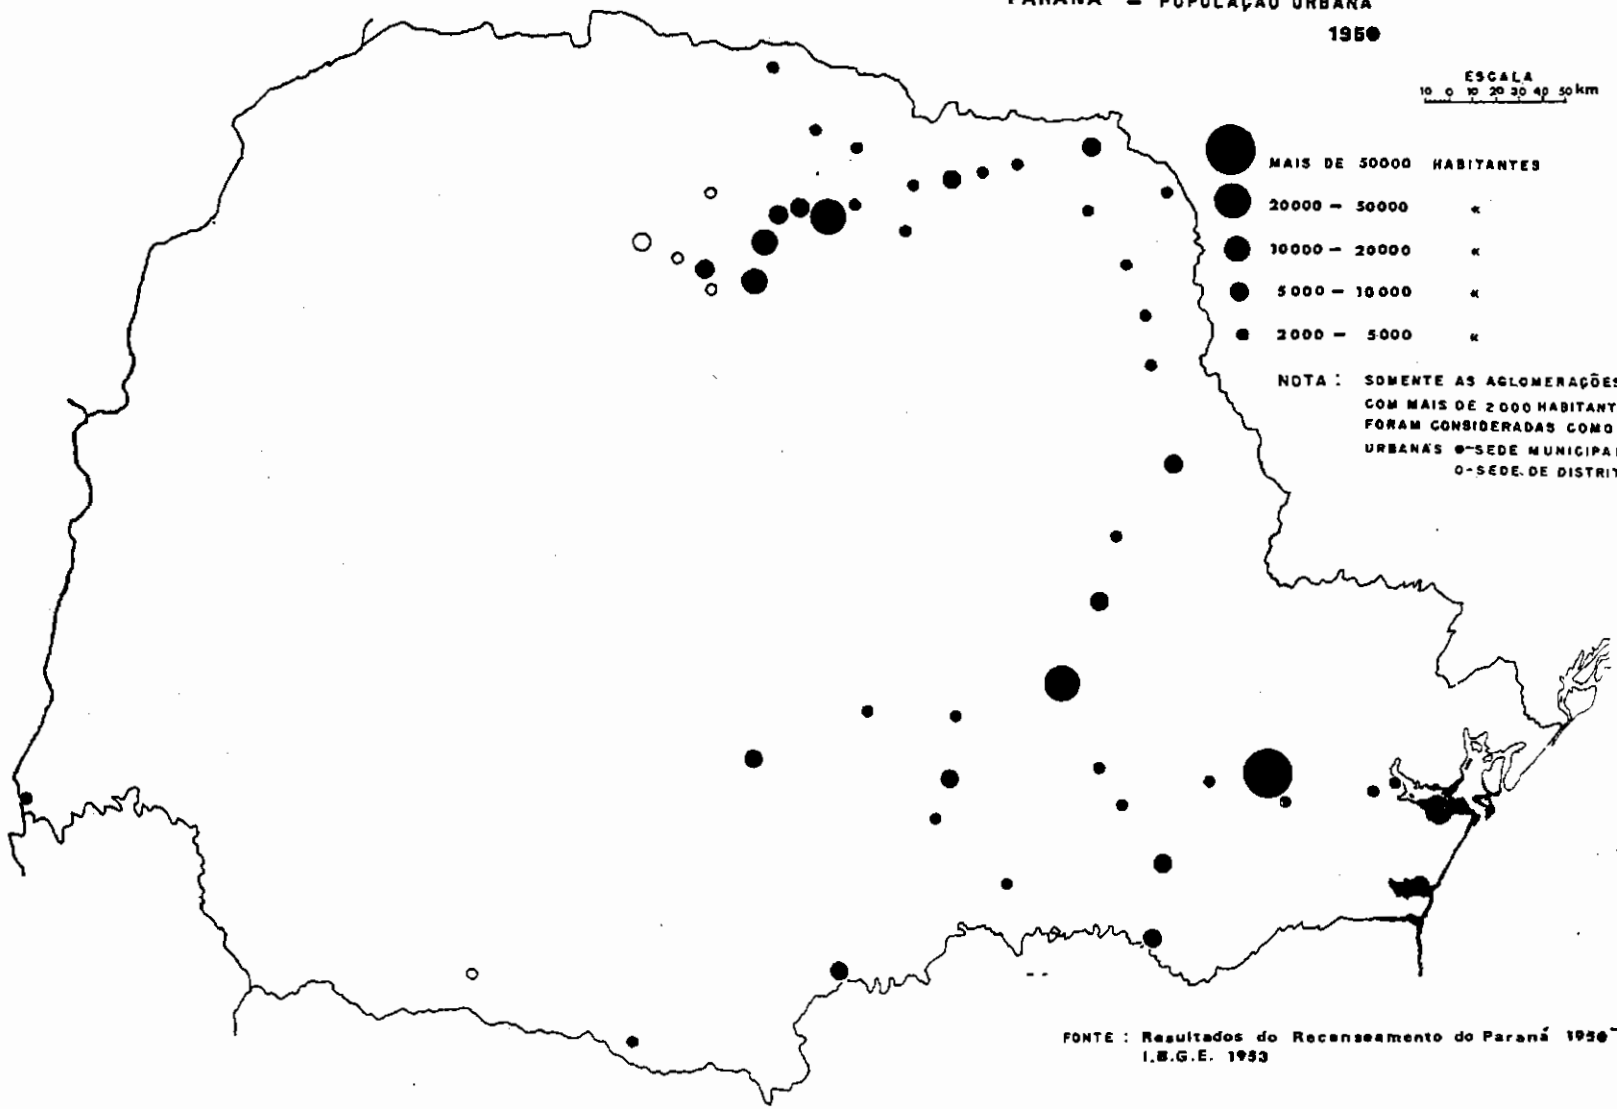 PARANÁ - POPULAÇÃO URBANA
1950
ESCALA
10 0 10 20 30 40 50 km
MAIS DE 50000 HABITANTES
20000 - 50000 «
10000 - 20000 «
5000 - 10000 «
2000 - 5000 «
NOTA : SOMENTE AS AGLOMERAÇÕES
COM MAIS DE 2000 HABITANT
FORAM CONSIDERADAS COMO
URBANAS ●-SEDE MUNICIPA
O-SEDE DE DISTRIT
FONTE : Resultados do Recenseamento do Paraná 1950
I.B.G.E. 1953